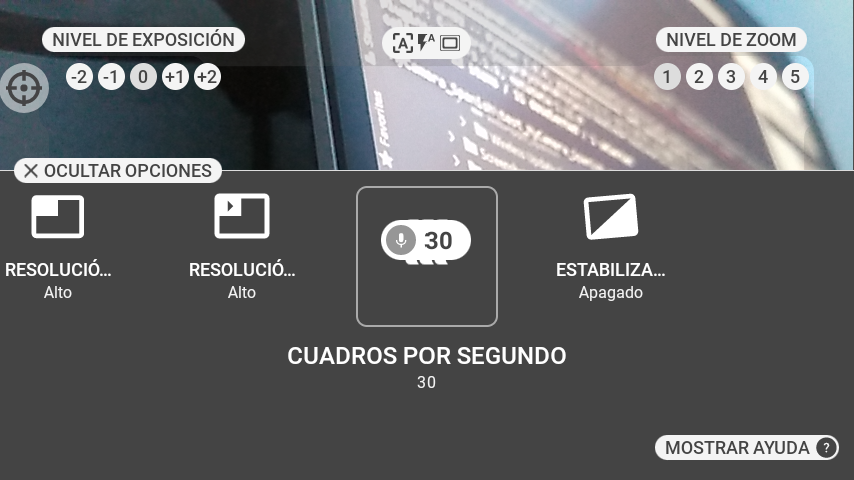 NIVEL DE EXPOSICIÓN
A
A
NIVEL DE ZOOM
-2 -1 0 +1 +2
1 2 3 4 5
Favorites
OCULTAR OPCIONES
RESOLUCIÓ...
Alto
RESOLUCIÓ...
Alto
30
ESTABILIZA...
Apagado
CUADROS POR SEGUNDO
30
MOSTRAR AYUDA ?